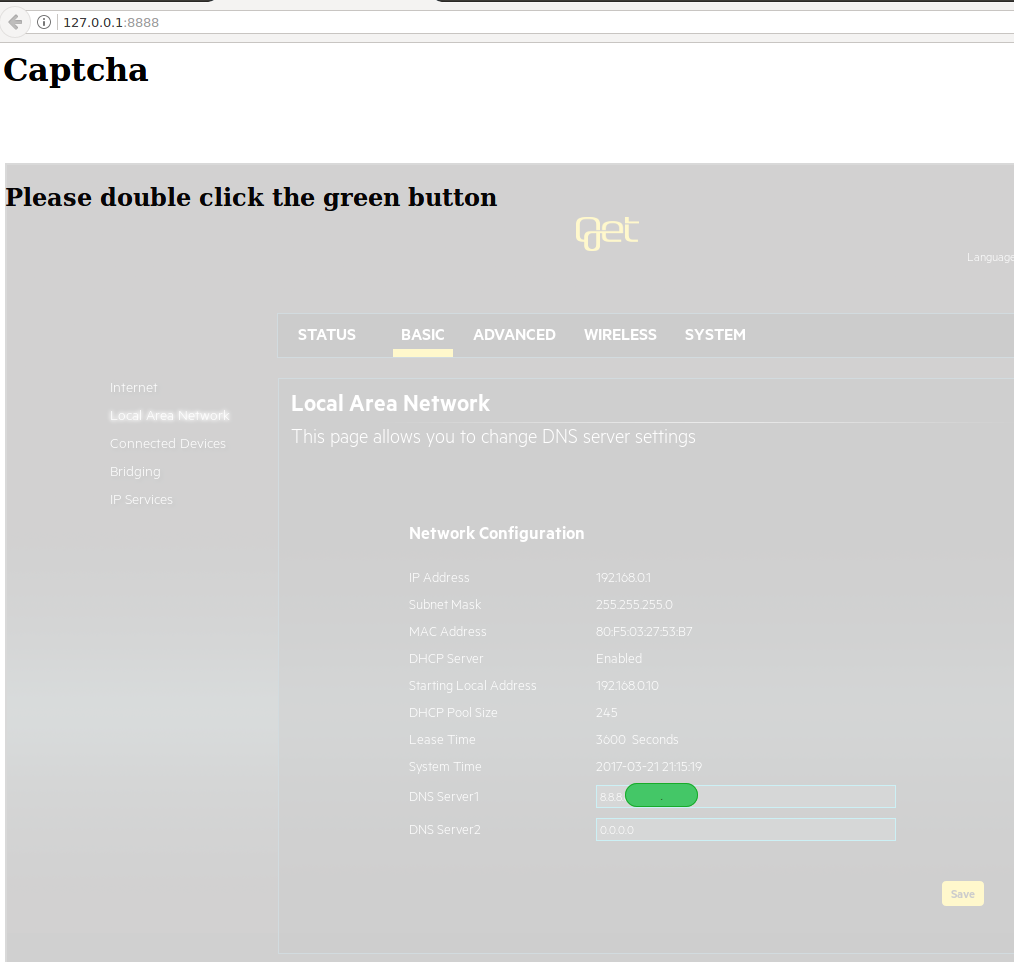 127.0.0.1:8888
Captcha
Please double click the green button
get
Language
STATUS BASIC ADVANCED WIRELESS SYSTEM
Internet
Local Area Network
Connected Devices
Bridging
IP Services
Local Area Network
This page allows you to change DNS server settings
Network Configuration
IP Address 192.168.0.1
Subnet Mask 255.255.255.0
MAC Address 80:F5:03:27:53:B7
DHCP Server Enabled
Starting Local Address 192.168.0.10
DHCP Pool Size 245
Lease Time 3600 Seconds
System Time 2017-03-21 21:15:19
DNS Server1 8.8.8. .
DNS Server2 0.0.0.0
Save